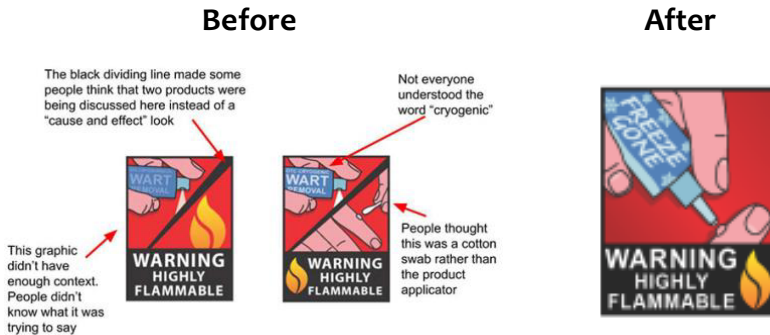 Before
After
The black dividing line made some
people think that two products were
being discussed here instead of a
“cause and effect” look
Not everyone
understood the
word “cryogenic”
WART
REMOVAL
WARNING
HIGHLY
FLAMMABLE
CRYOGENIC
WART
REMOVAL
WARNING
HIGHLY
FLAMMABLE
FREEZE
GONE
WARNING
HIGHLY
FLAMMABLE
This graphic
didn’t have
enough context.
People didn’t
know what it was
trying to say
People thought
this was a cotton
swab rather than
the product
applicator